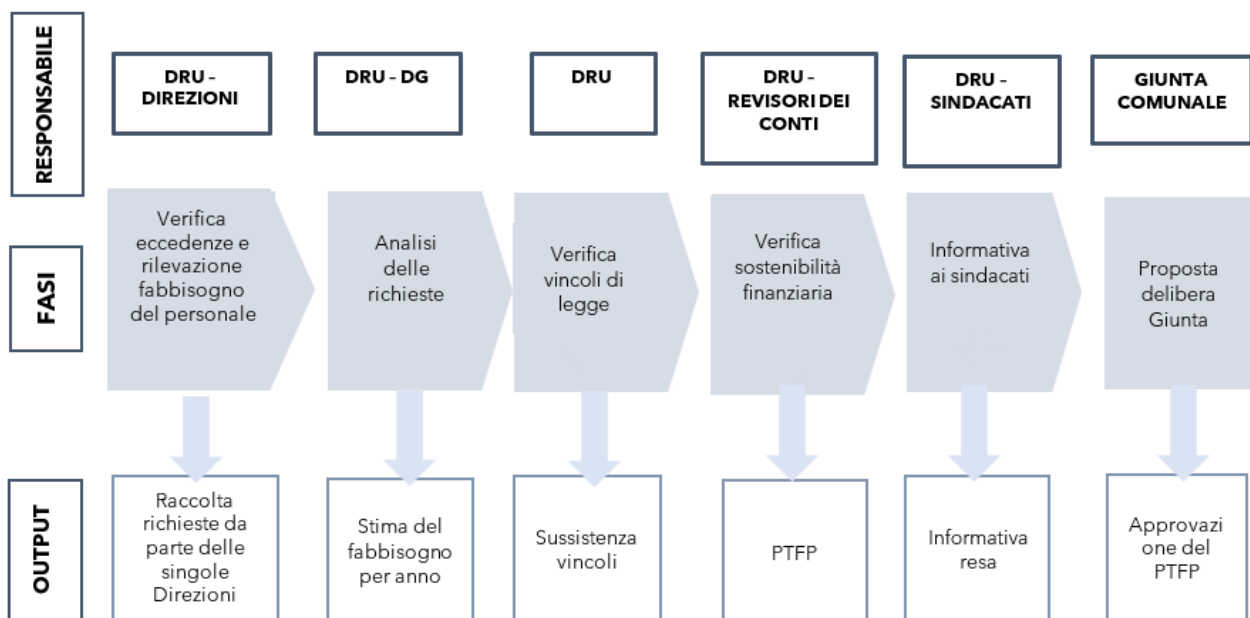 RESPONSABILE
DRU –
DIREZIONI
DRU – DG
DRU
DRU –
REVISORI DEI
CONTI
DRU –
SINDACATI
GIUNTA
COMUNALE
FASI
Verifica
eccedenze e
rilevazione
fabbisogno
del personale
Analisi
delle
richieste
Verifica
vincoli di
legge
Verifica
sostenibilità
finanziaria
Informativa
ai sindacati
Proposta
delibera
Giunta
OUTPUT
Raccolta
richieste da
parte delle
singole
Direzioni
Stima del
fabbisogno
per anno
Sussistenza
vincoli
PTFP
Informativa
resa
Approvazi
one del
PTFP